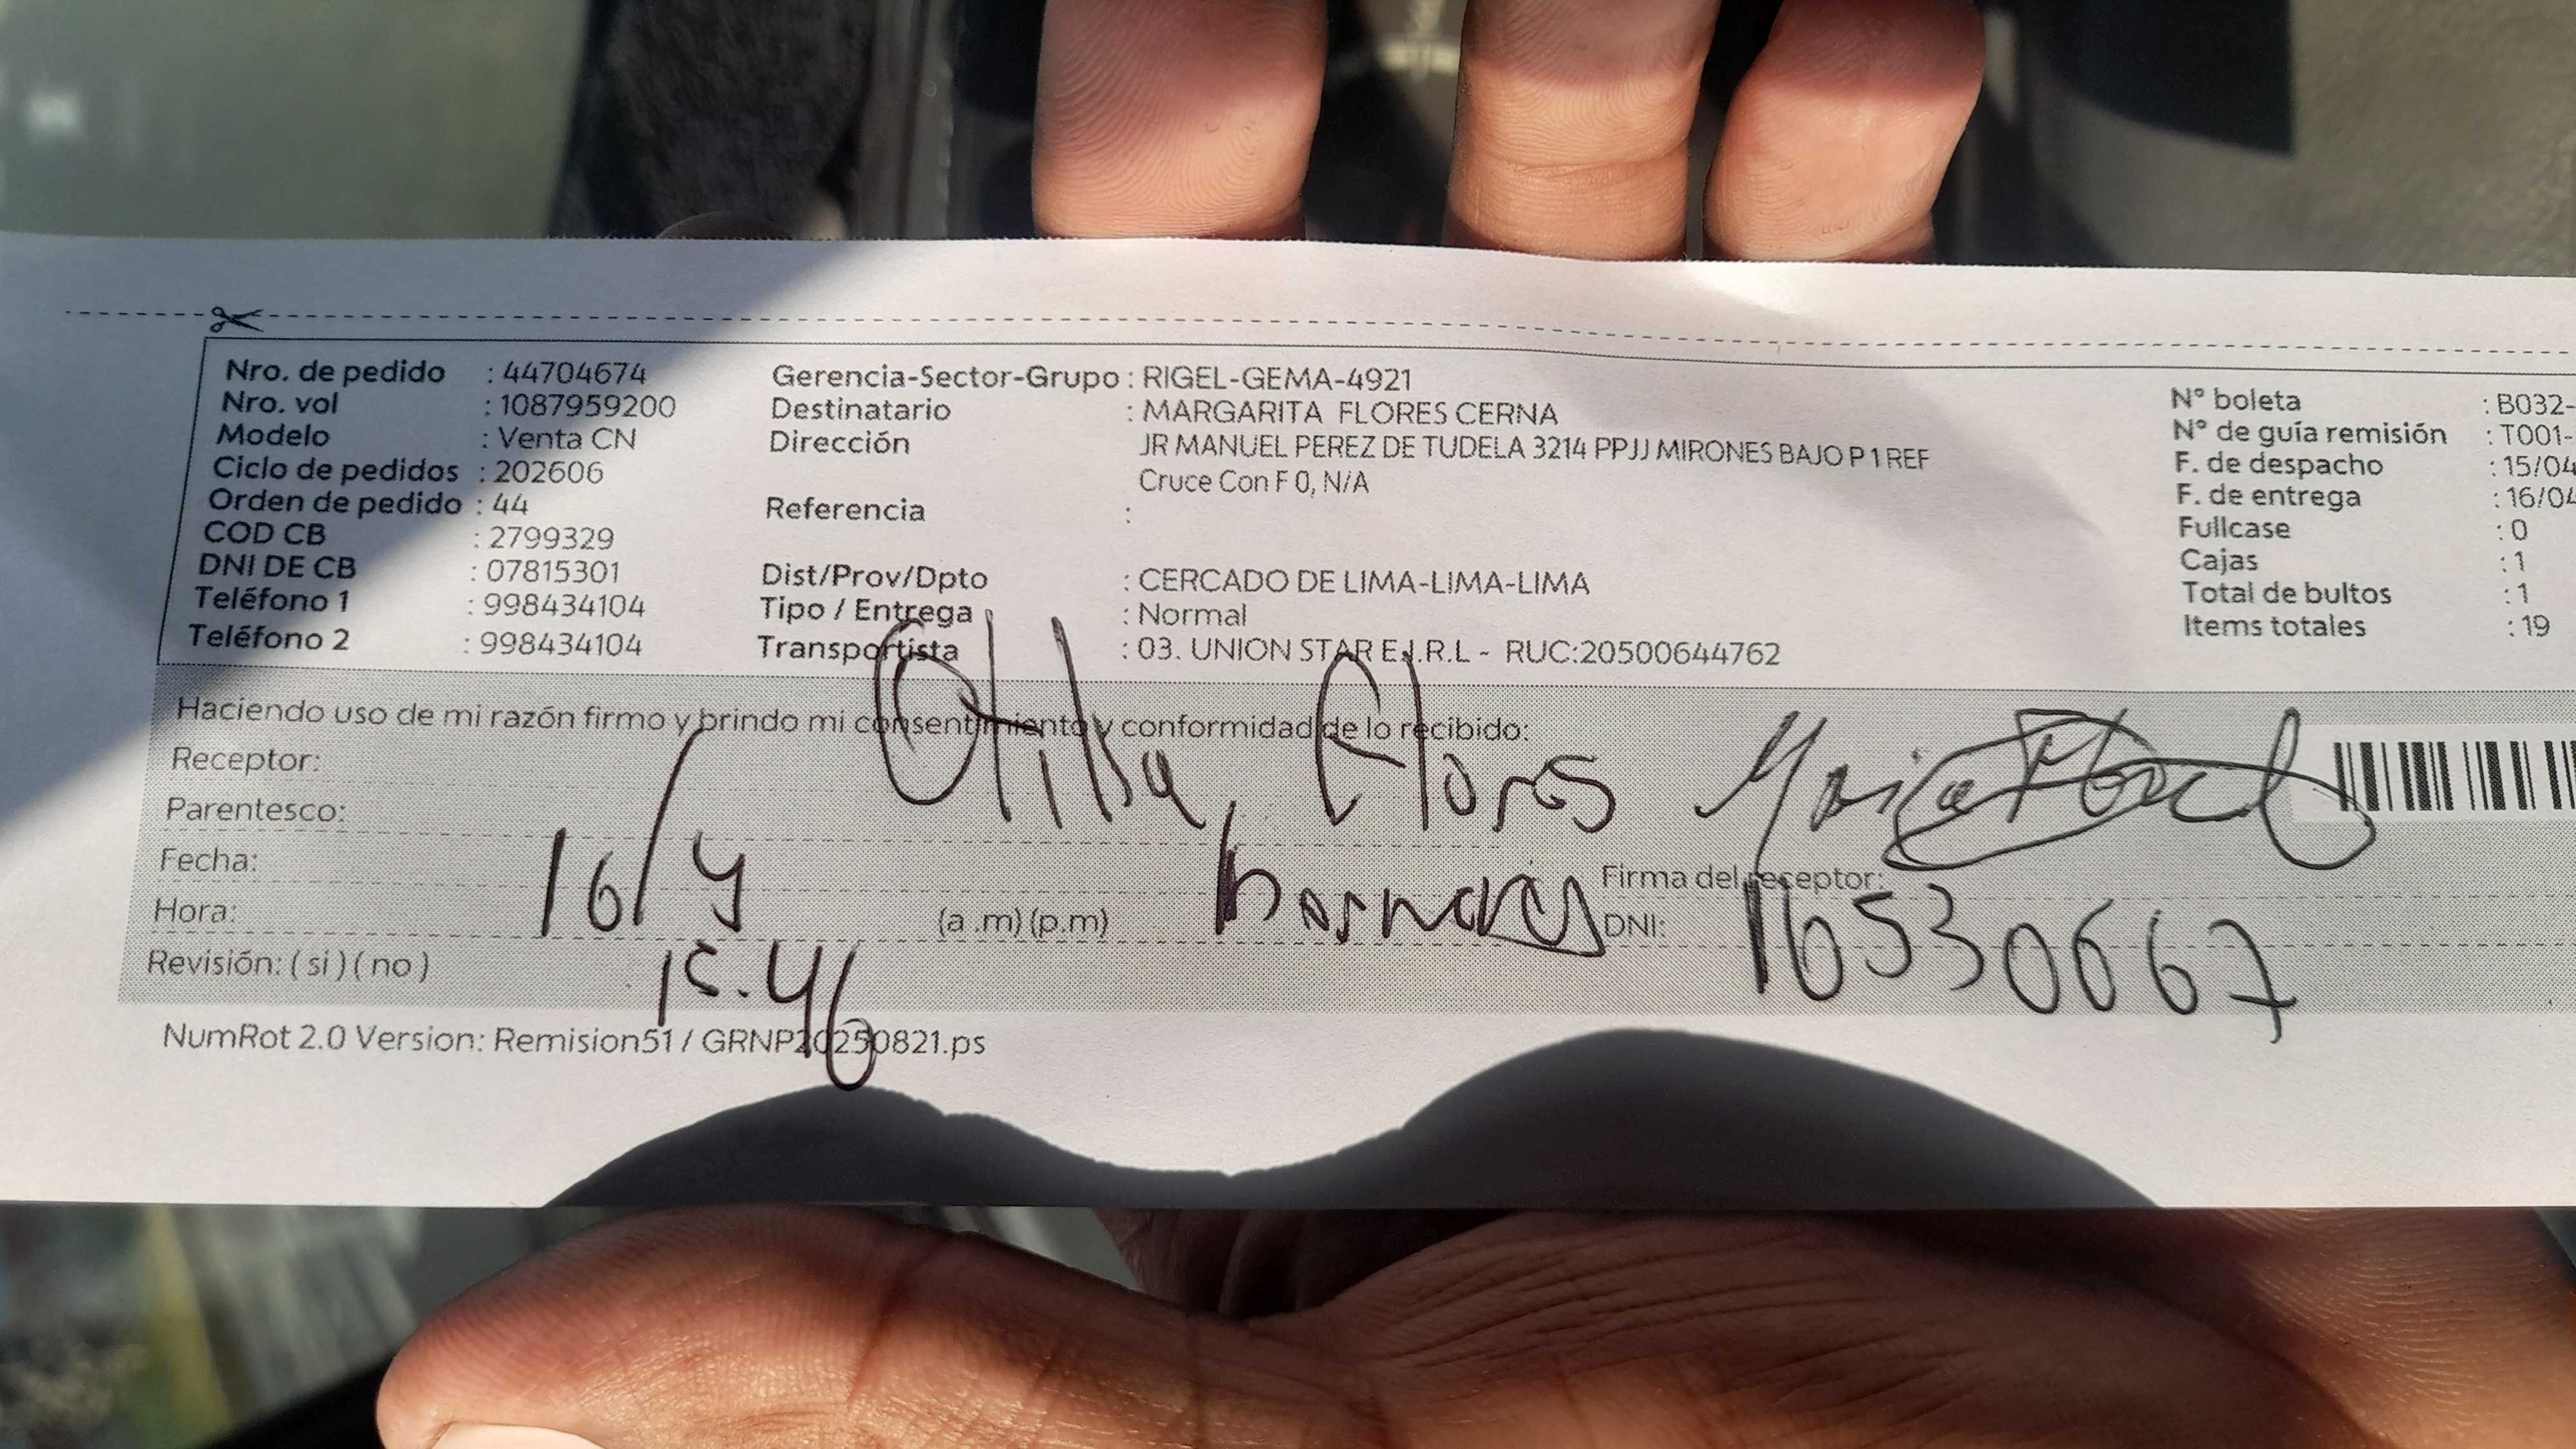 Nro. de pedido : 44704674
Nro. vol : 1087959200
Modelo : Venta CN
Ciclo de pedidos : 202606
Orden de pedido : 44
COD CB : 2799329
DNI DE CB : 07815301
Teléfono 1 : 998434104
Teléfono 2 : 998434104
Gerencia-Sector-Grupo : RIGEL-GEMA-4921
Destinatario : MARGARITA FLORES CERNA
Dirección JR MANUEL PEREZ DE TUDELA 3214 PPJJ MIRONES BAJO P 1 REF
Cruce Con F 0, N/A
Referencia :
Dist/Prov/Dpto : CERCADO DE LIMA-LIMA-LIMA
Tipo / Entrega : Normal
Transportista : 03. UNION STAR E.I.R.L - RUC:20500644762
N° boleta : B032-
N° de guía remisión : T001-
F. de despacho : 15/04
F. de entrega : 16/04
Fullcase : 0
Cajas : 1
Total de bultos : 1
Items totales : 19
Haciendo uso de mi razón firmo y brindo mi consentimiento y conformidad de lo recibido:
Receptor: Otilia Flores
Parentesco:
Fecha: 16/4
Firma del receptor:
Hora: (a .m) (p.m)
DNI: 16530667
Revisión: ( si ) ( no ) 15.46
NumRot 2.0 Version: Remision51 / GRNP20250821.ps